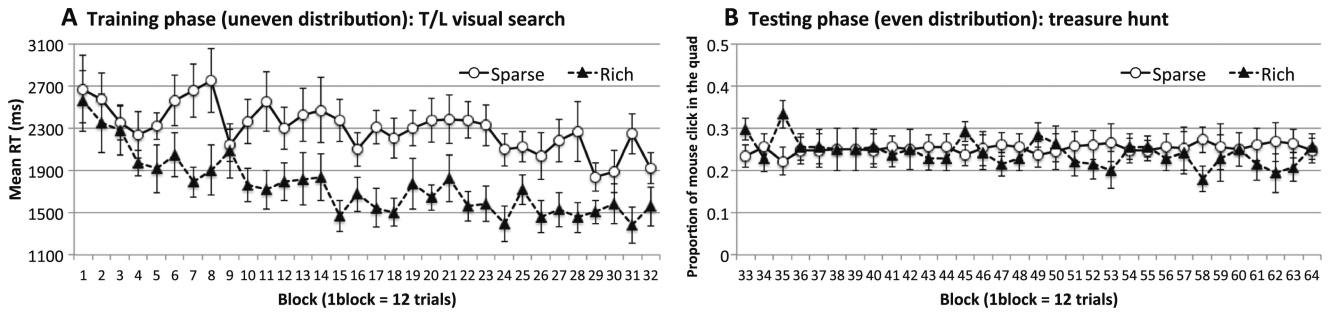 A Training phase (uneven distribution): T/L visual search
3100
2700
2300
1900
1500
1100
Mean RT (ms)
Sparse Rich
1 2 3 4 5 6 7 8 9 10 11 12 13 14 15 16 17 18 19 20 21 22 23 24 25 26 27 28 29 30 31 32
Block (1block = 12 trials)
B Testing phase (even distribution): treasure hunt
0.5
0.4
0.3
0.2
0.1
0
Proportion of mouse click in the quad
Sparse Rich
33 34 35 36 37 38 39 40 41 42 43 44 45 46 47 48 49 50 51 52 53 54 55 56 57 58 59 60 61 62 63 64
Block (1block = 12 trials)